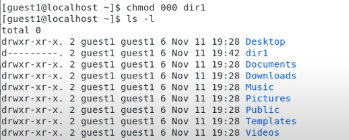 [guest1@localhost ~]$ chmod 000 dir1
[guest1@localhost ~]$ ls -l
total 0
drwxr-xr-x. 2 guest1 guest1 6 Nov 11 19:28 Desktop
d---------. 2 guest1 guest1 6 Nov 11 19:42 dir1
drwxr-xr-x. 2 guest1 guest1 6 Nov 11 19:28 Documents
drwxr-xr-x. 2 guest1 guest1 6 Nov 11 19:28 Downloads
drwxr-xr-x. 2 guest1 guest1 6 Nov 11 19:28 Music
drwxr-xr-x. 2 guest1 guest1 6 Nov 11 19:28 Pictures
drwxr-xr-x. 2 guest1 guest1 6 Nov 11 19:28 Public
drwxr-xr-x. 2 guest1 guest1 6 Nov 11 19:28 Templates
drwxr-xr-x. 2 guest1 guest1 6 Nov 11 19:28 Videos